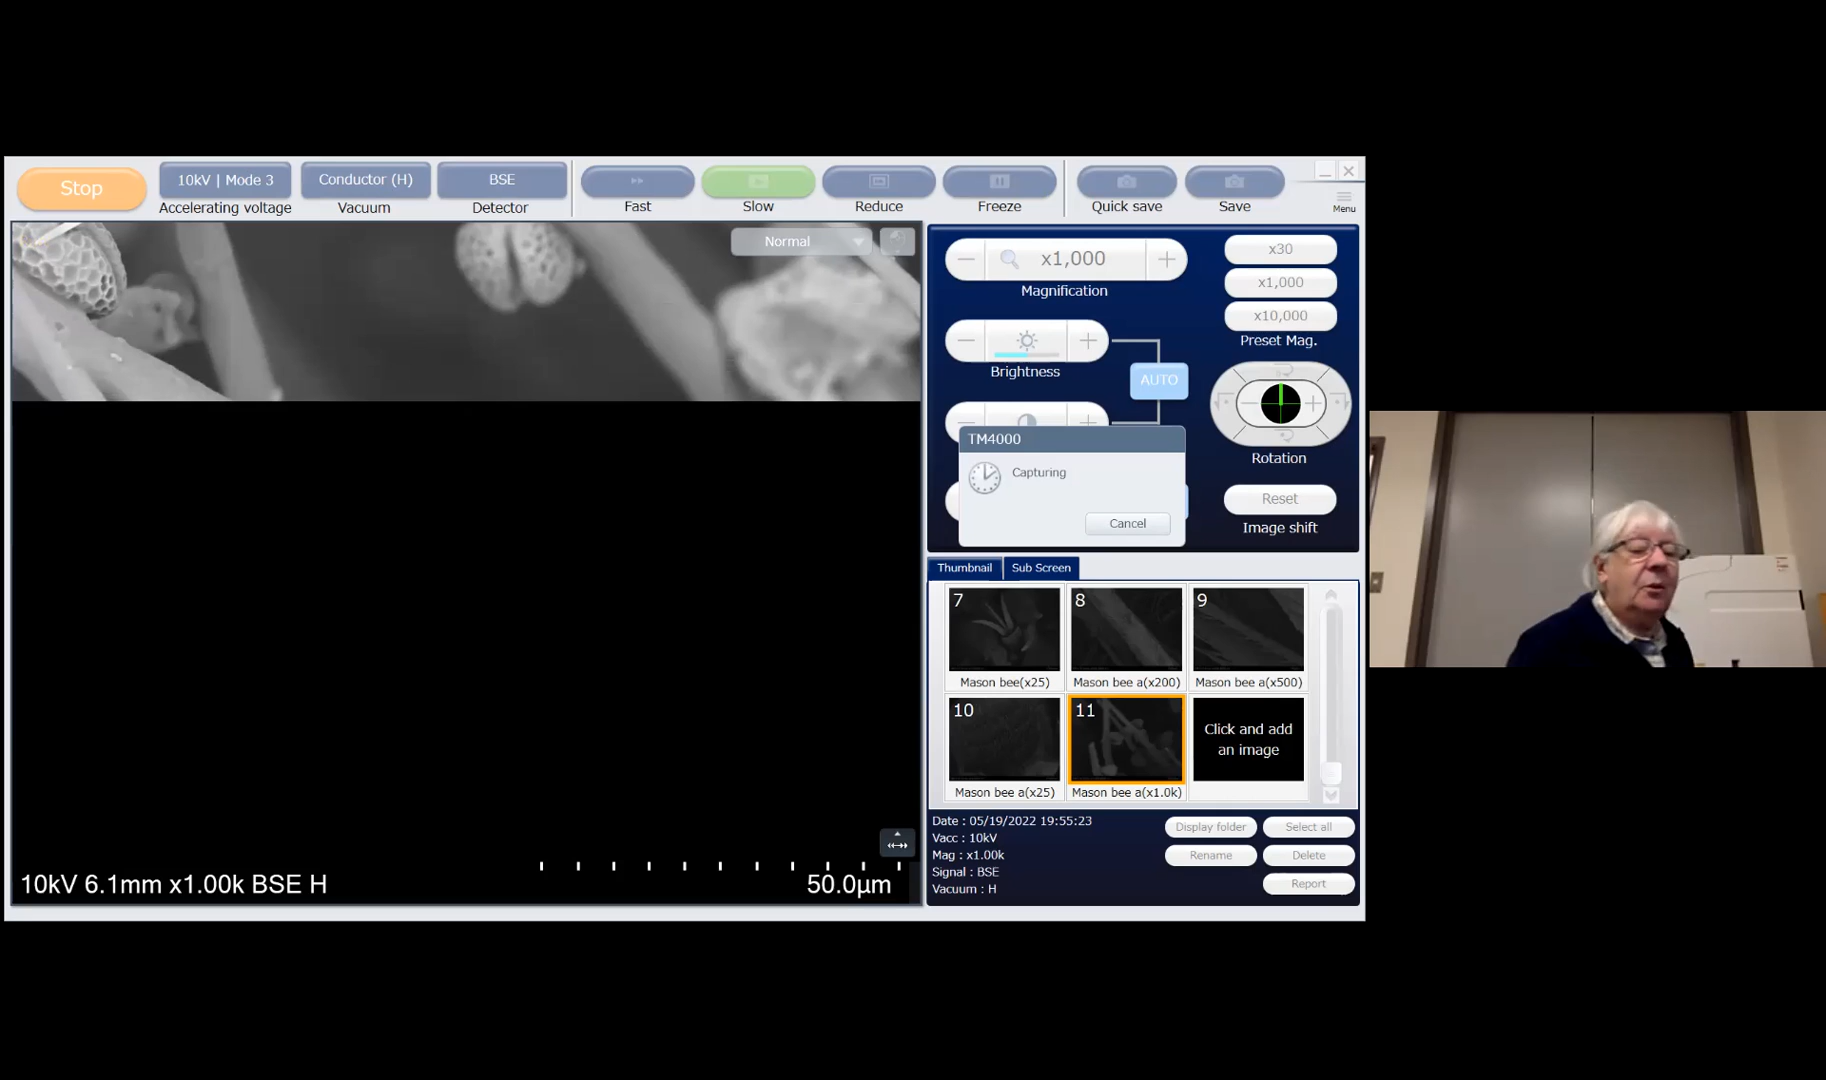 Stop
10kV | Mode 3
Accelerating voltage
Conductor (H)
Vacuum
BSE
Detector
Fast
Slow
Reduce
Freeze
Quick save
Save
Menu
Normal
x1,000
Magnification
Brightness
AUTO
x30
x1,000
x10,000
Preset Mag.
Rotation
Reset
Image shift
TM4000
Capturing
Cancel
Thumbnail
Sub Screen
7
Mason bee(x25)
8
Mason bee a(x200)
9
Mason bee a(x500)
10
Mason bee a(x25)
11
Mason bee a(x1.0k)
Click and add
an image
Date : 05/19/2022 19:55:23
Vacc : 10kV
Mag : x1.00k
Signal : BSE
Vacuum : H
Display folder
Select all
Rename
Delete
Report
10kV 6.1mm x1.00k BSE H
50.0µm